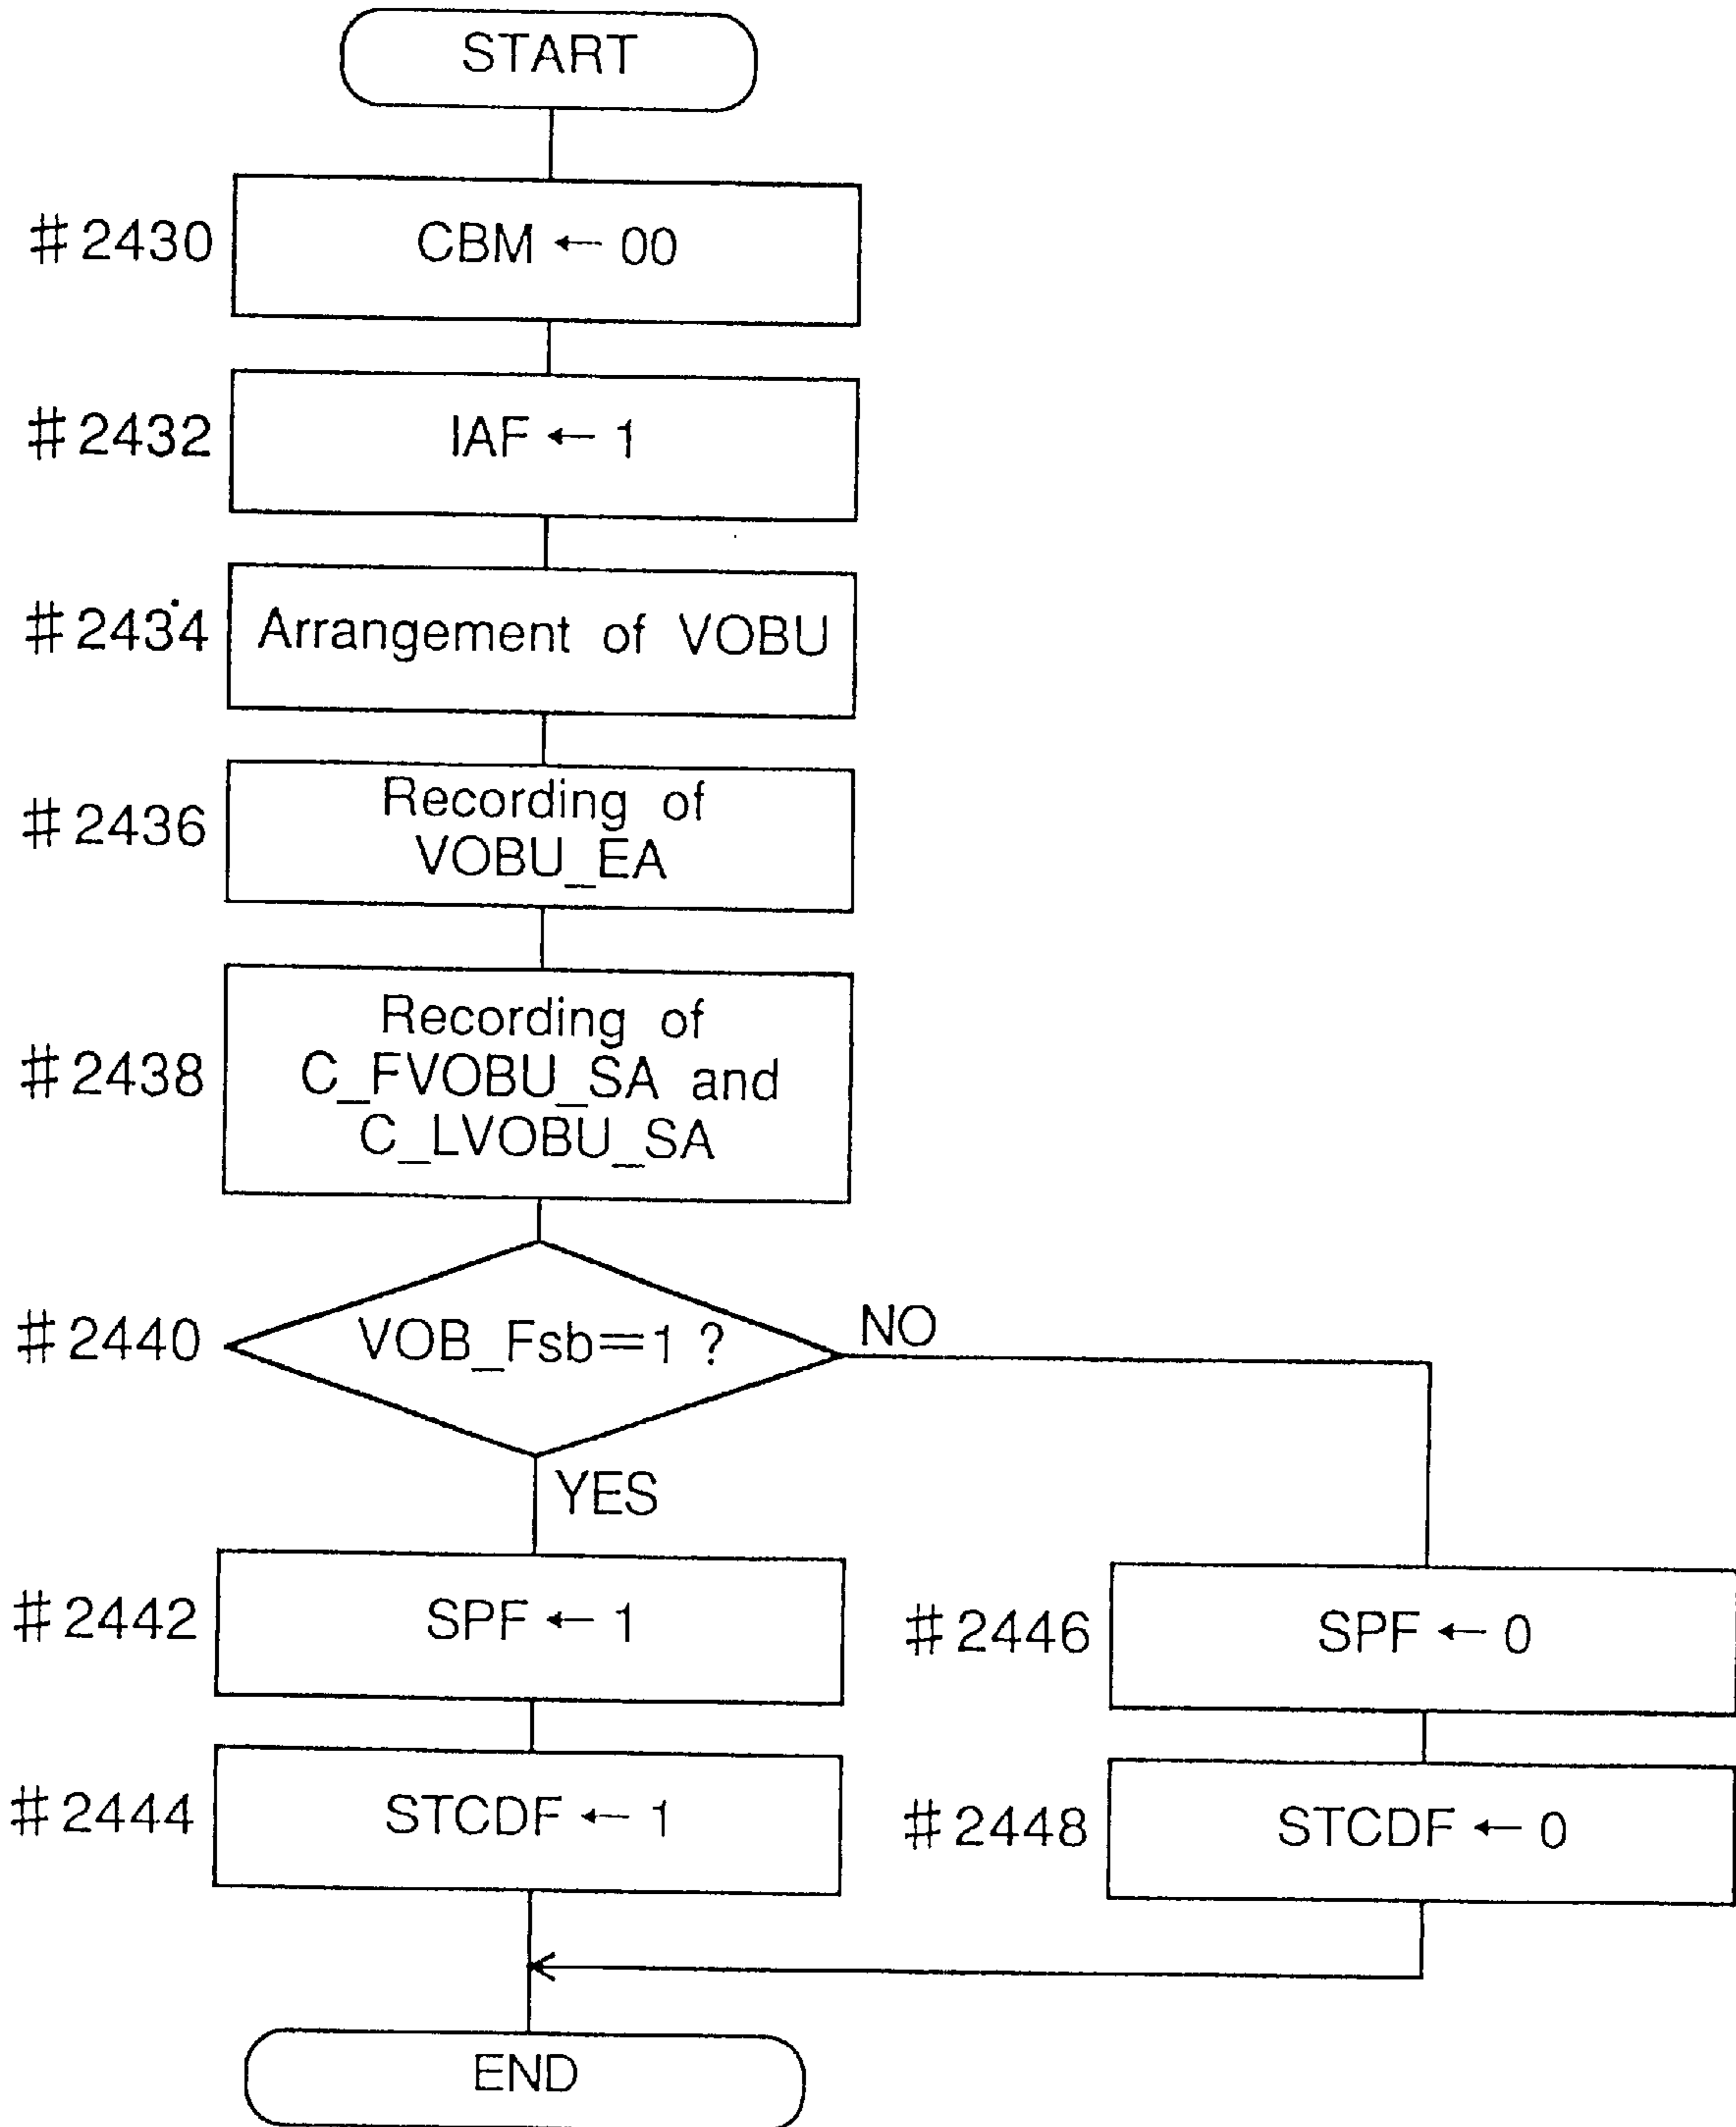 START
#2430
CBM ← 00
#2432
IAF ← 1
#2434
Arrangement of VOBU
#2436
Recording of
VOBU_EA
#2438
Recording of
C_FVOBU_SA and
C_LVOBU_SA
#2440
VOB_Fsb=1 ?
NO
YES
#2442
SPF ← 1
#2446
SPF ← 0
#2444
STCDF ← 1
#2448
STCDF ← 0
END